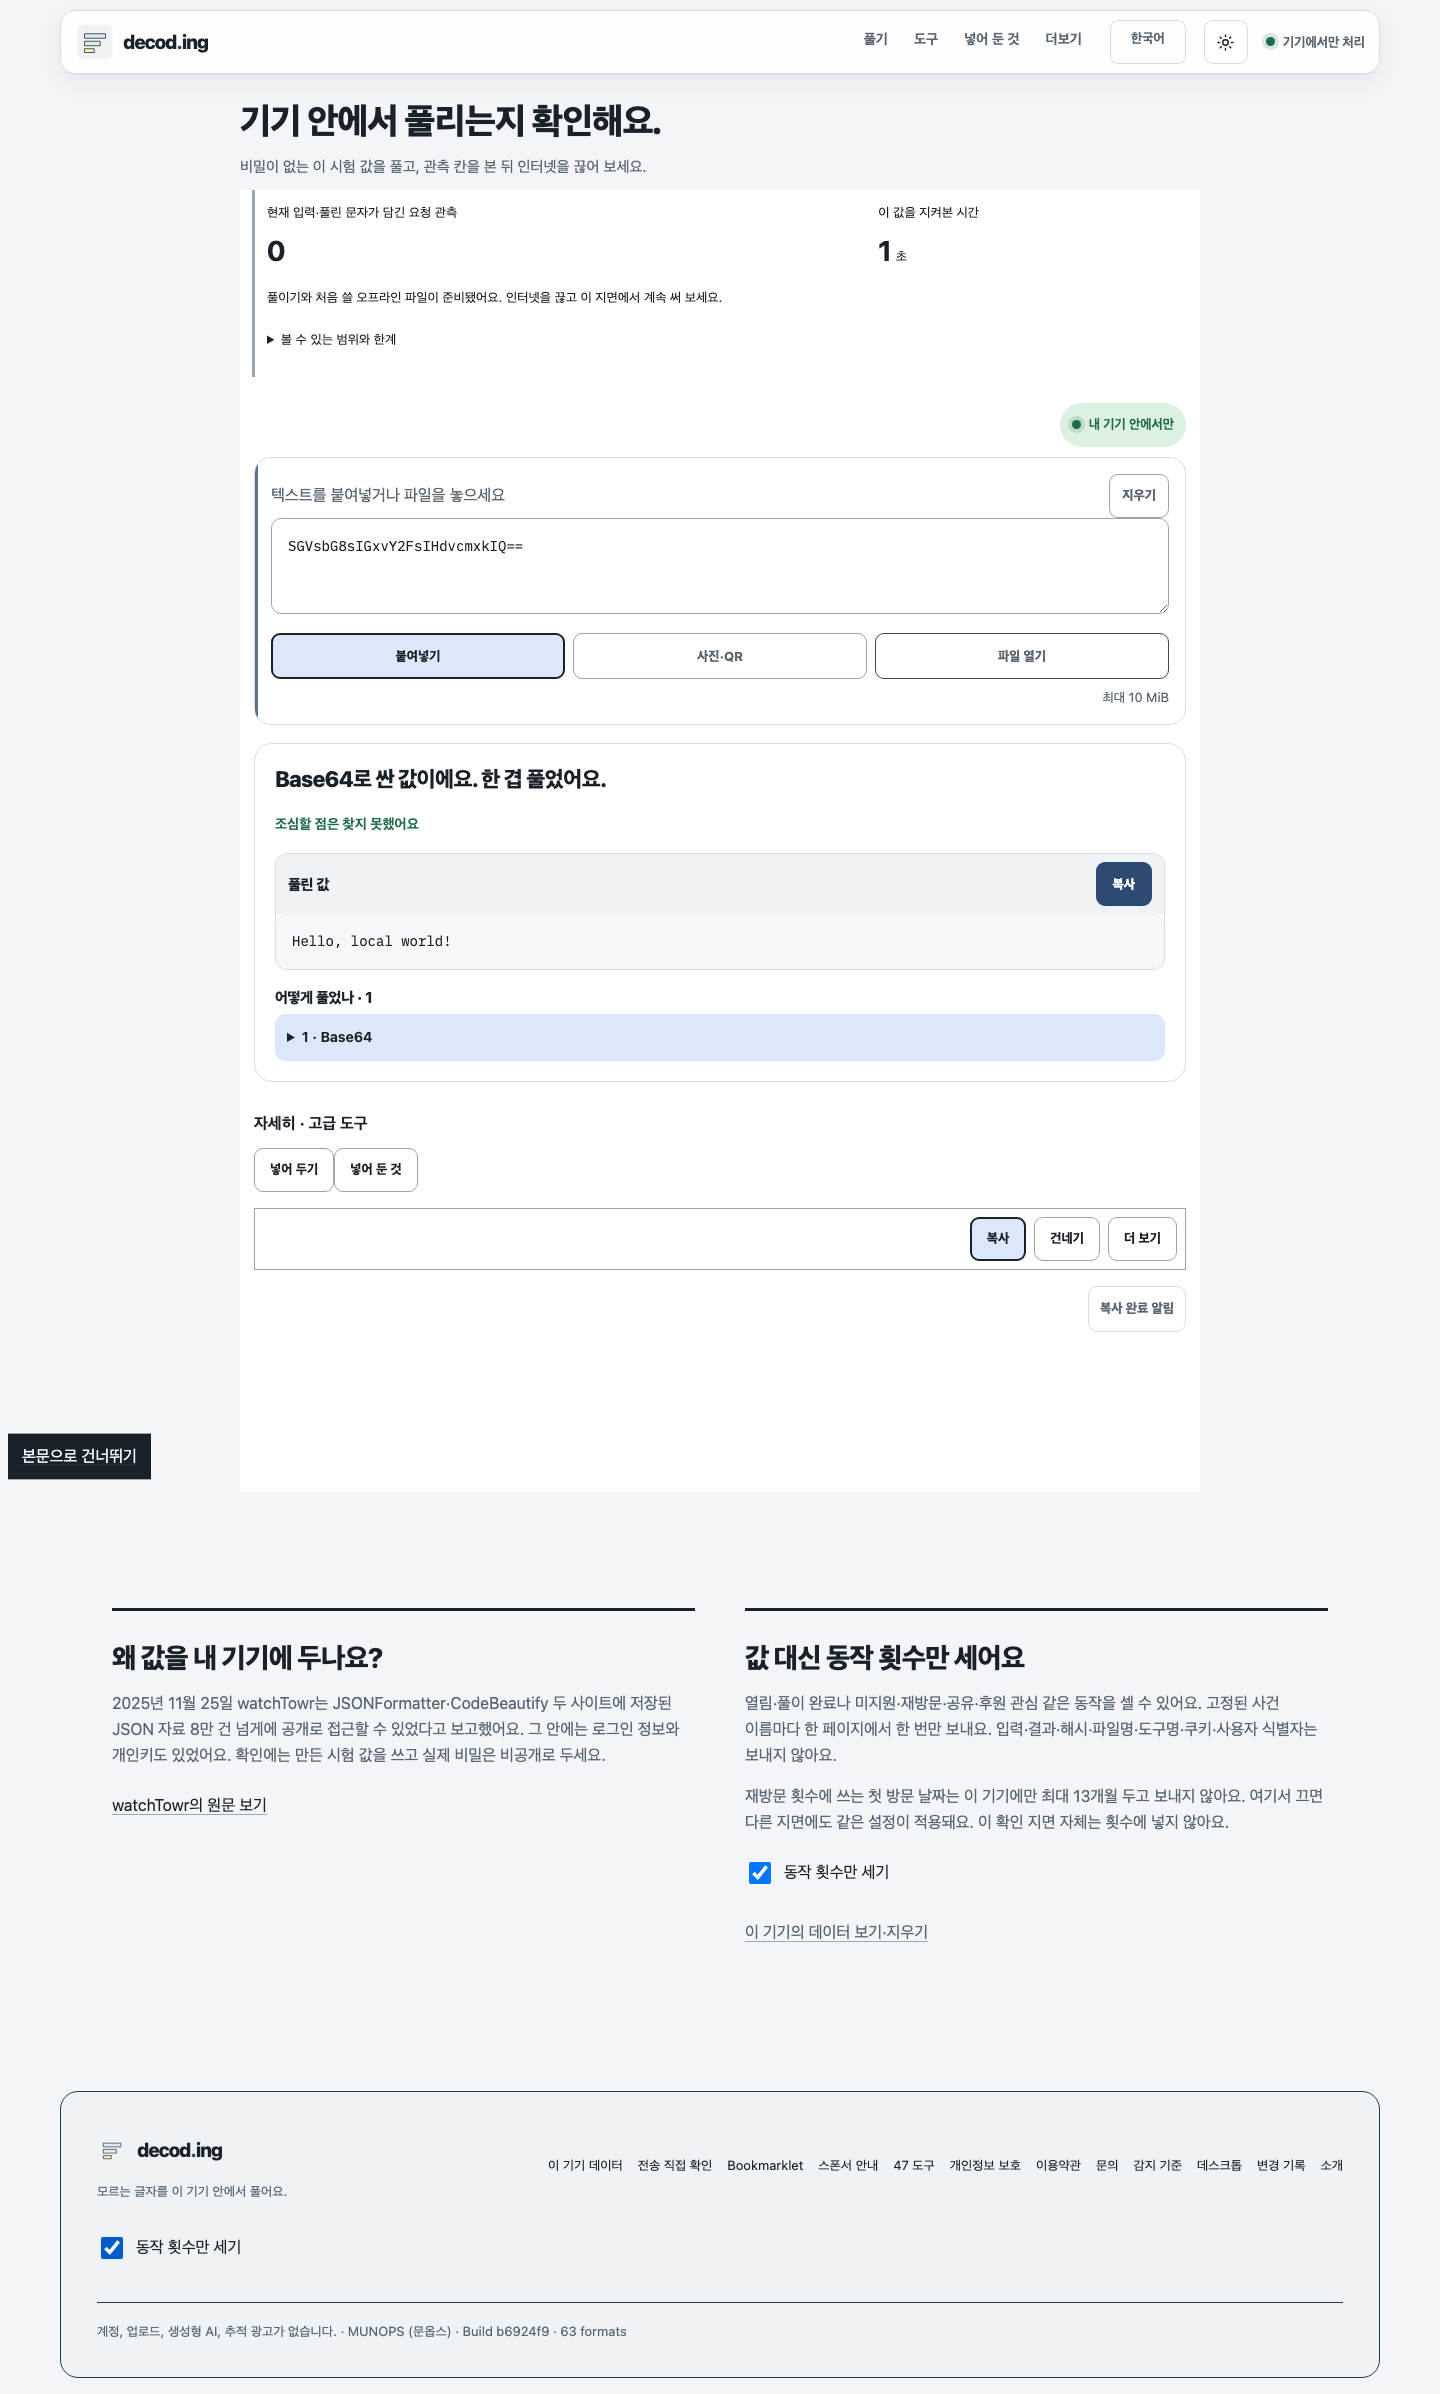 decod.ing
풀기
도구
넣어 둔 것
더보기
한국어
기기에서만 처리
기기 안에서 풀리는지 확인해요.
비밀이 없는 이 시험 값을 풀고, 관측 칸을 본 뒤 인터넷을 끊어 보세요.
현재 입력·풀린 문자가 담긴 요청 관측
0
이 값을 지켜본 시간
1 초
풀이기와 처음 쓸 오프라인 파일이 준비됐어요. 인터넷을 끊고 이 지면에서 계속 써 보세요.
▶ 볼 수 있는 범위와 한계
내 기기 안에서만
텍스트를 붙여넣거나 파일을 놓으세요
지우기
SGVsbG8sIGxvY2FsIHdvcmxkIQ==
붙여넣기
사진·QR
파일 열기
최대 10 MiB
Base64로 싼 값이에요. 한 겹 풀었어요.
조심할 점은 찾지 못했어요
풀린 값
복사
Hello, local world!
어떻게 풀었나 · 1
▶ 1 · Base64
자세히 · 고급 도구
넣어 두기
넣어 둔 것
복사
건네기
더 보기
복사 완료 알림
본문으로 건너뛰기
왜 값을 내 기기에 두나요?
2025년 11월 25일 watchTowr는 JSONFormatter·CodeBeautify 두 사이트에 저장된
JSON 자료 8만 건 넘게에 공개로 접근할 수 있었다고 보고했어요. 그 안에는 로그인 정보와
개인키도 있었어요. 확인에는 만든 시험 값을 쓰고 실제 비밀은 비공개로 두세요.
watchTowr의 원문 보기
값 대신 동작 횟수만 세어요
열림·풀이 완료나 미지원·재방문·공유·후원 관심 같은 동작을 셀 수 있어요. 고정된 사건
이름마다 한 페이지에서 한 번만 보내요. 입력·결과·해시·파일명·도구명·쿠키·사용자 식별자는
보내지 않아요.
재방문 횟수에 쓰는 첫 방문 날짜는 이 기기에만 최대 13개월 두고 보내지 않아요. 여기서 끄면
다른 지면에도 같은 설정이 적용돼요. 이 확인 지면 자체는 횟수에 넣지 않아요.
동작 횟수만 세기
이 기기의 데이터 보기·지우기
decod.ing
모르는 글자를 이 기기 안에서 풀어요.
이 기기 데이터
전송 직접 확인
Bookmarklet
스폰서 안내
47 도구
개인정보 보호
이용약관
문의
감지 기준
데스크톱
변경 기록
소개
동작 횟수만 세기
계정, 업로드, 생성형 AI, 추적 광고가 없습니다. · MUNOPS (문옵스) · Build b6924f9 · 63 formats